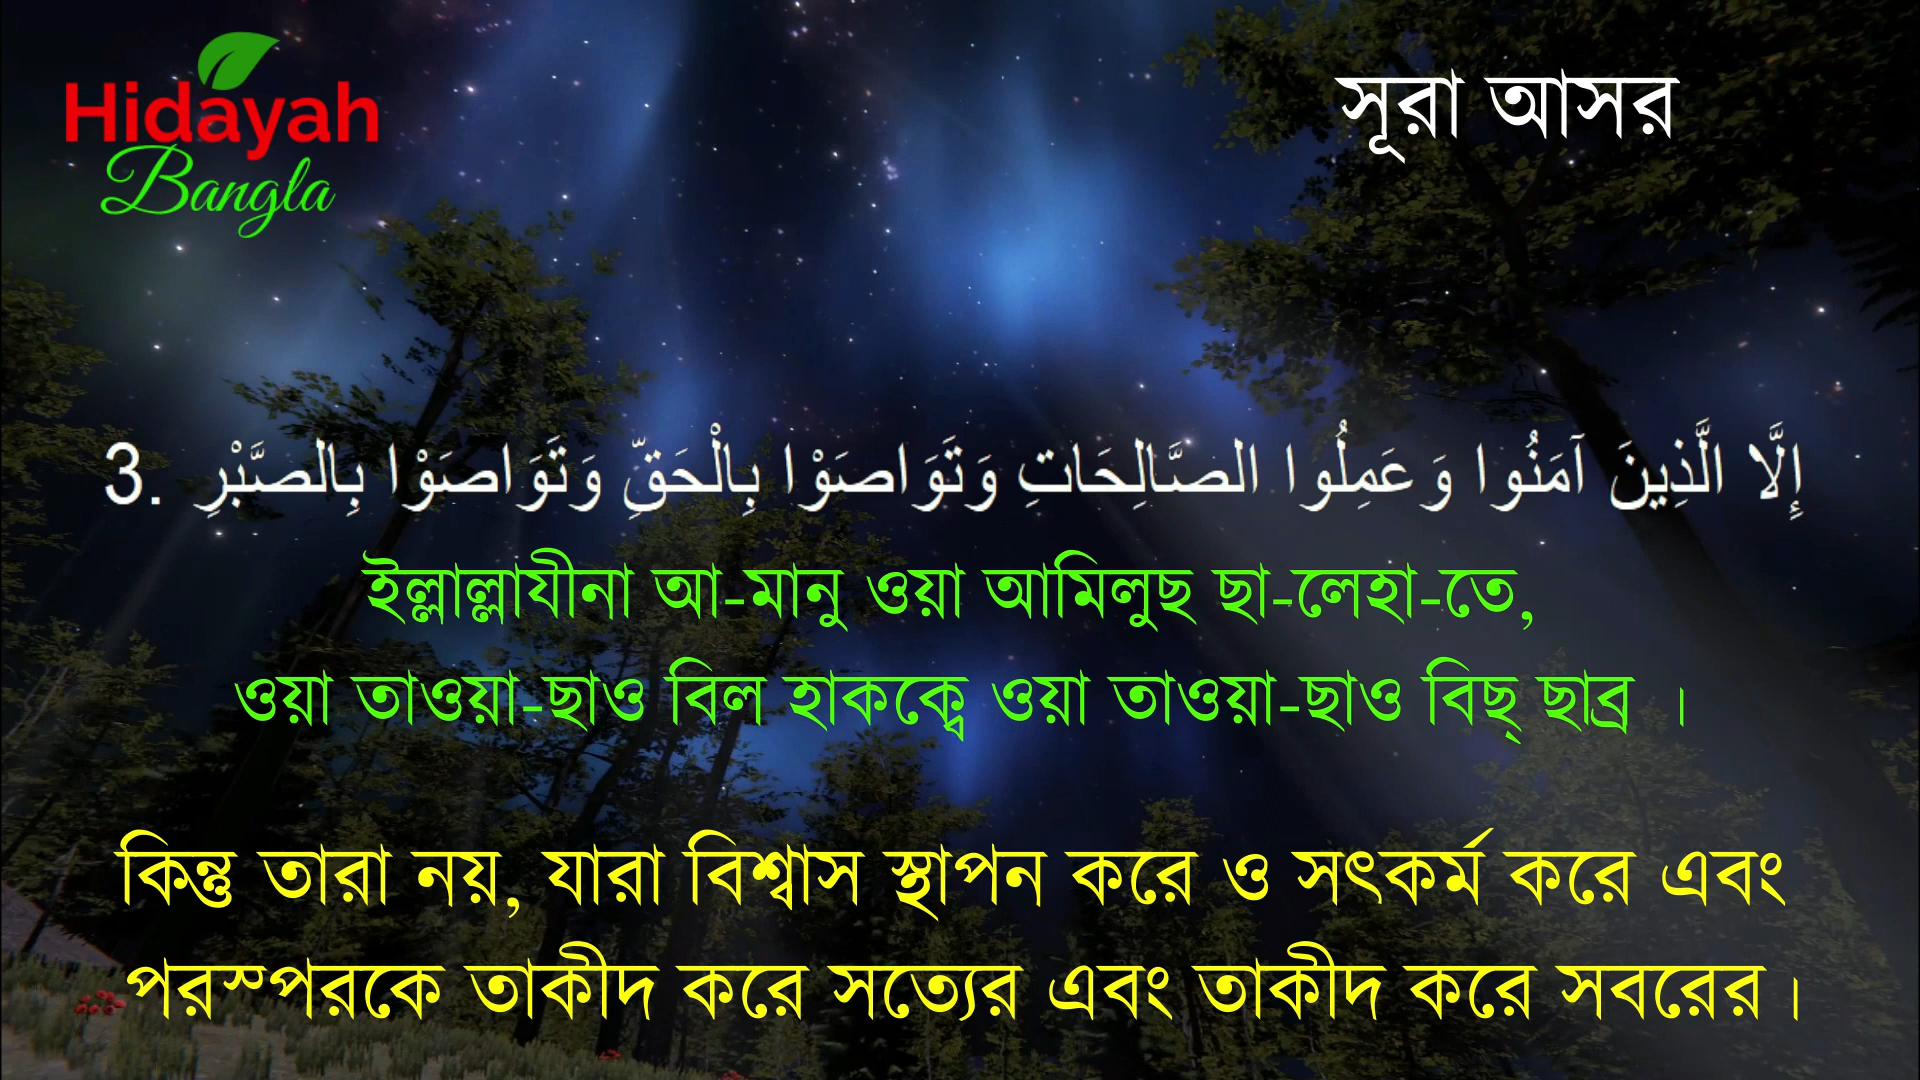 Hidayah
Bangla
সূরা আসর
3. إِلَّا الَّذِينَ آمَنُوا وَعَمِلُوا الصَّالِحَاتِ وَتَوَاصَوْا بِالْحَقِّ وَتَوَاصَوْا بِالصَّبْرِ
ইল্লাল্লাযীনা আ-মানু ওয়া আমিলুছ ছা-লেহা-তে,
ওয়া তাওয়া-ছাও বিল হাকক্বে ওয়া তাওয়া-ছাও বিছ্ ছাব্র ।
কিন্তু তারা নয়, যারা বিশ্বাস স্থাপন করে ও সৎকর্ম করে এবং
পরস্পরকে তাকীদ করে সত্যের এবং তাকীদ করে সবরের।